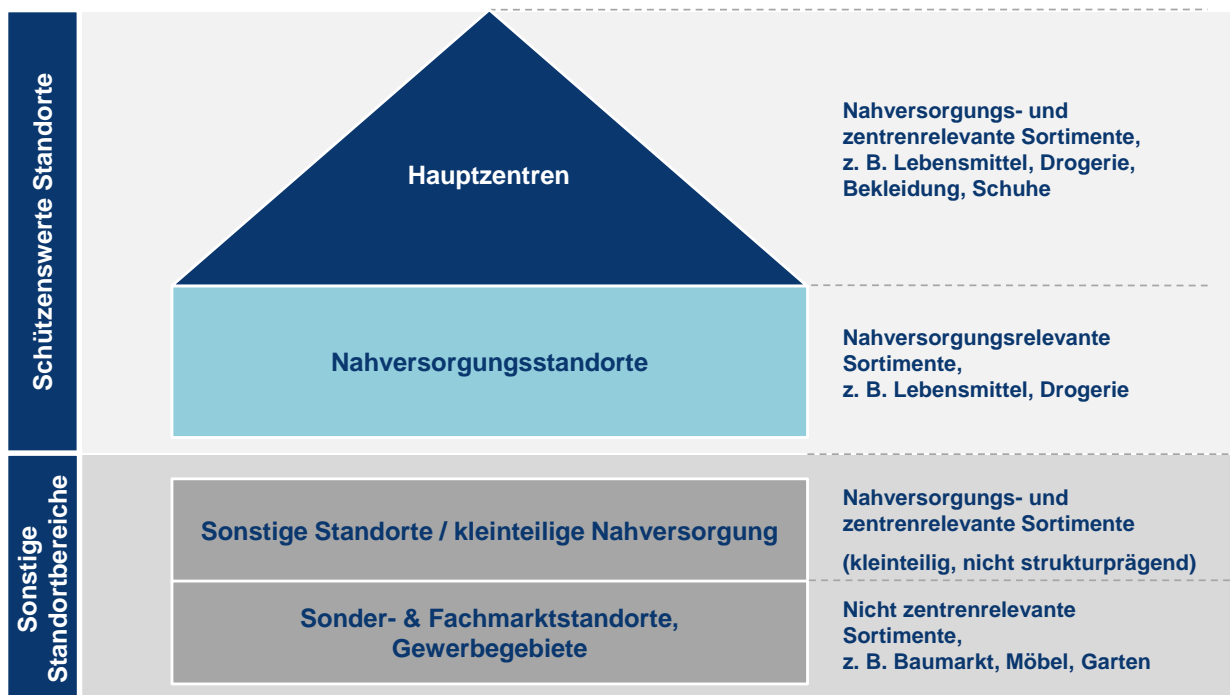 Schützenswerte Standorte
Hauptzentren
Nahversorgungs- und
zentrenrelevante Sortimente,
z. B. Lebensmittel, Drogerie,
Bekleidung, Schuhe
Nahversorgungsstandorte
Nahversorgungsrelevante
Sortimente,
z. B. Lebensmittel, Drogerie
Sonstige
Standortbereiche
Sonstige Standorte / kleinteilige Nahversorgung
Nahversorgungs- und
zentrenrelevante Sortimente
(kleinteilig, nicht strukturprägend)
Sonder- & Fachmarktstandorte,
Gewerbegebiete
Nicht zentrenrelevante
Sortimente,
z. B. Baumarkt, Möbel, Garten